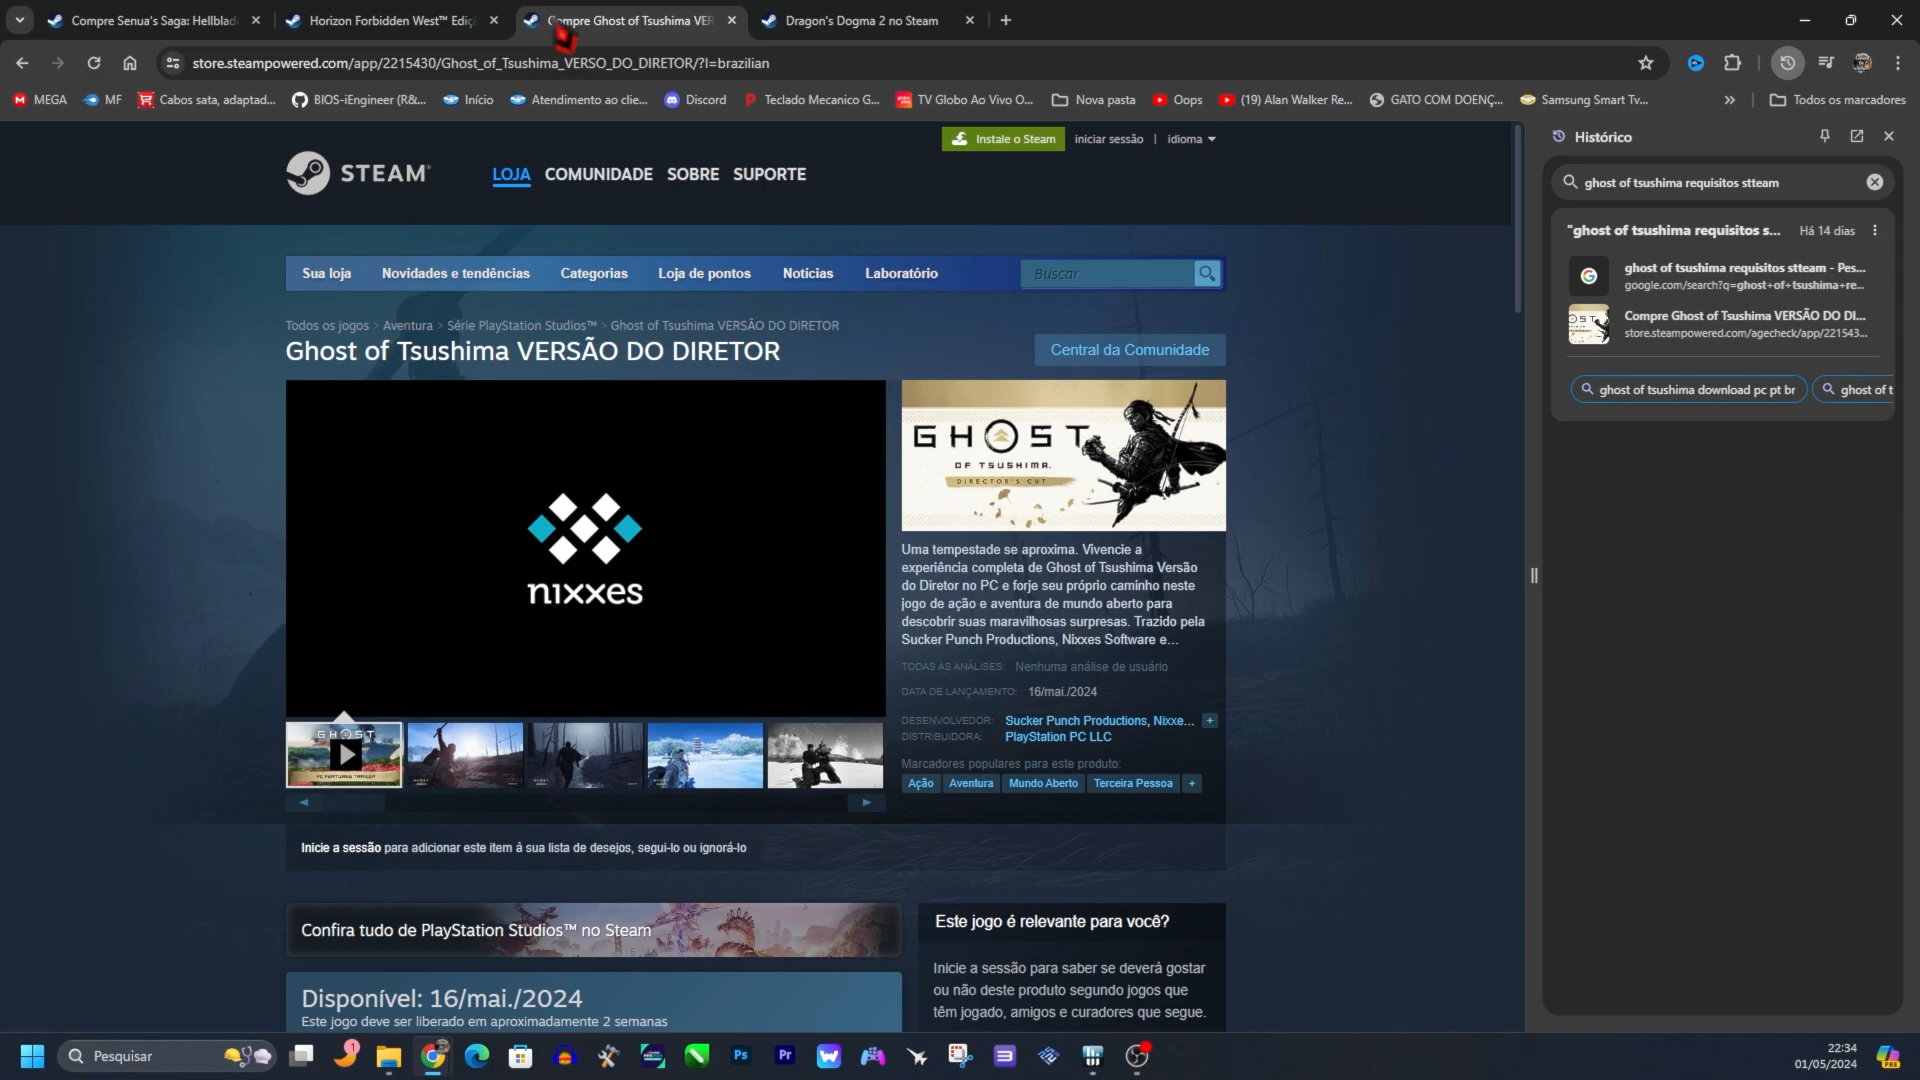 Compre Senua's Saga: Hellblad
Horizon Forbidden West™ Ediç
Compre Ghost of Tsushima VER
Dragon's Dogma 2 no Steam
store.steampowered.com/app/2215430/Ghost_of_Tsushima_VERSO_DO_DIRETOR/?l=brazilian
MEGA
MF
Cabos sata, adaptad...
BIOS-iEngineer (R&...
Início
Atendimento ao clie...
Discord
Teclado Mecanico G...
TV Globo Ao Vivo O...
Nova pasta
Oops
(19) Alan Walker Re...
GATO COM DOENÇ...
Samsung Smart Tv...
»
Todos os marcadores
Instale o Steam
iniciar sessão | idioma
STEAM
LOJA COMUNIDADE SOBRE SUPORTE
Sua loja Novidades e tendências Categorias Loja de pontos Notícias Laboratório
Buscar
Todos os jogos > Aventura > Série PlayStation Studios™ > Ghost of Tsushima VERSÃO DO DIRETOR
Ghost of Tsushima VERSÃO DO DIRETOR
Central da Comunidade
nixxes
GHOST
PC FEATURES TRAILER
GHOST
OF TSUSHIMA.
DIRECTOR'S CUT
Uma tempestade se aproxima. Vivencie a
experiência completa de Ghost of Tsushima Versão
do Diretor no PC e forje seu próprio caminho neste
jogo de ação e aventura de mundo aberto para
descobrir suas maravilhosas surpresas. Trazido pela
Sucker Punch Productions, Nixxes Software e...
TODAS AS ANÁLISES: Nenhuma análise de usuário
DATA DE LANÇAMENTO: 16/mai./2024
DESENVOLVEDOR: Sucker Punch Productions, Nixxe... +
DISTRIBUIDORA: PlayStation PC LLC
Marcadores populares para este produto:
Ação Aventura Mundo Aberto Terceira Pessoa +
Inicie a sessão para adicionar este item à sua lista de desejos, segui-lo ou ignorá-lo
Confira tudo de PlayStation Studios™ no Steam
Disponível: 16/mai./2024
Este jogo deve ser liberado em aproximadamente 2 semanas
Este jogo é relevante para você?
Inicie a sessão para saber se deverá gostar
ou não deste produto segundo jogos que
têm jogado, amigos e curadores que segue.
Histórico
ghost of tsushima requisitos stteam
"ghost of tsushima requisitos s... Há 14 dias
ghost of tsushima requisitos stteam - Pes...
google.com/search?q=ghost+of+tsushima+re...
Compre Ghost of Tsushima VERSÃO DO DI...
store.steampowered.com/agecheck/app/221543...
ghost of tsushima download pc pt br
ghost of t
Pesquisar
1
Ps
Pr
22:34
01/05/2024
PRE